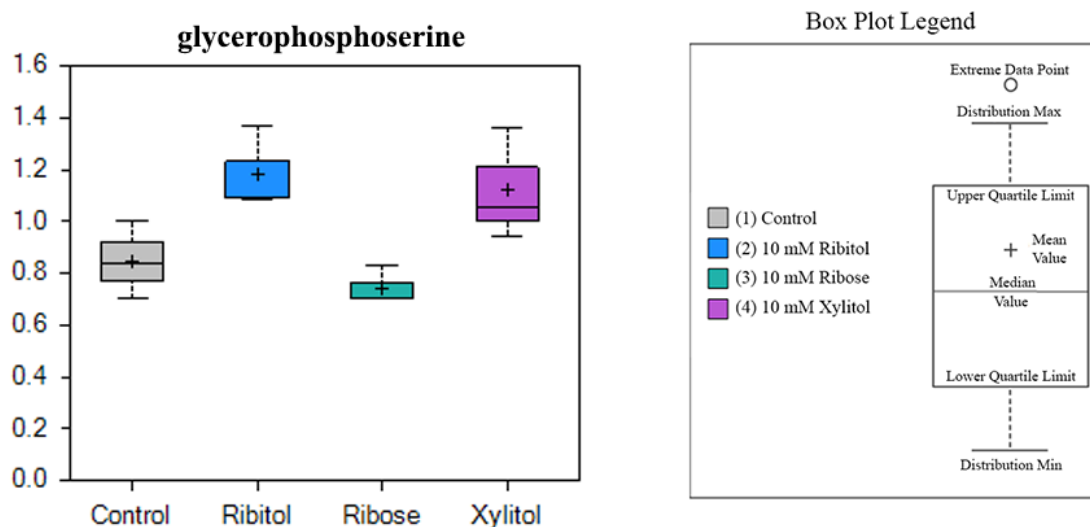 glycerophosphoserine
1.6
1.4
1.2
1.0
0.8
0.6
0.4
0.2
0.0
Control
Ribitol
Ribose
Xylitol
Box Plot Legend
(1) Control
(2) 10 mM Ribitol
(3) 10 mM Ribose
(4) 10 mM Xylitol
Extreme Data Point
Distribution Max
Upper Quartile Limit
Mean
Value
Median
Value
Lower Quartile Limit
Distribution Min